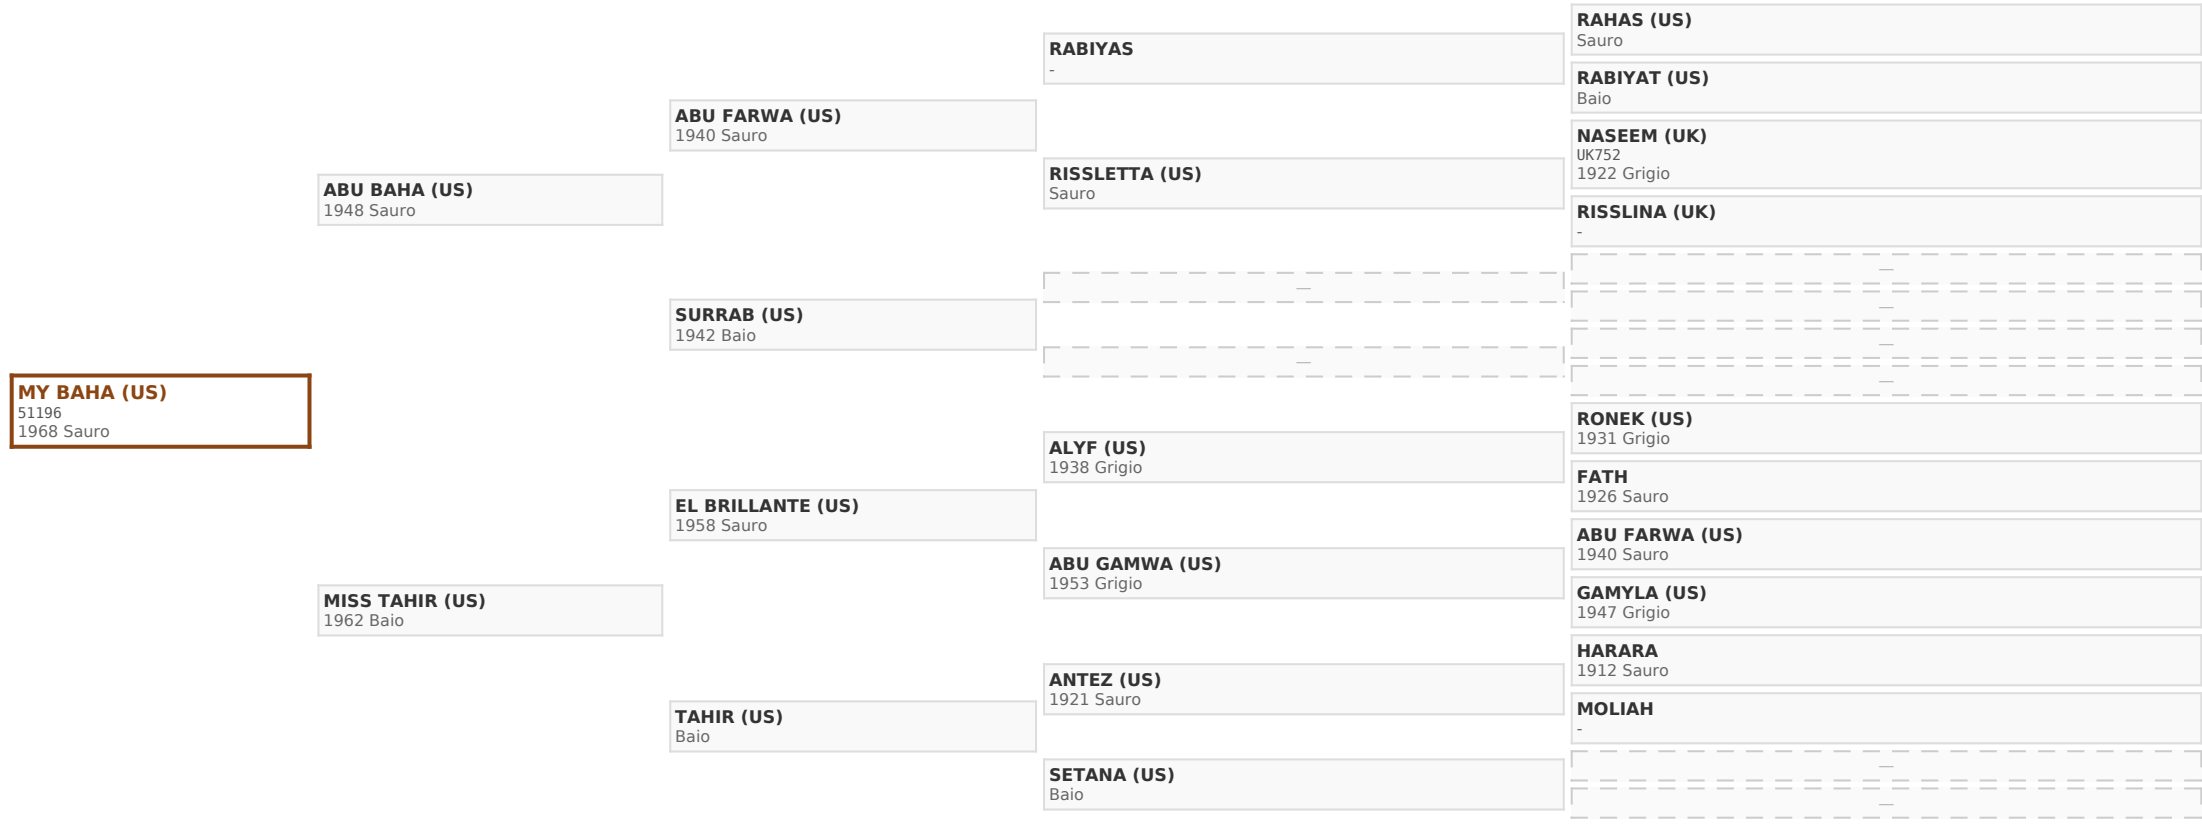 MY BAHA (US)
51196
1968 Sauro
ABU BAHA (US)
1948 Sauro
MISS TAHIR (US)
1962 Baio
ABU FARWA (US)
1940 Sauro
SURRAB (US)
1942 Baio
EL BRILLANTE (US)
1958 Sauro
TAHIR (US)
Baio
RABIYAS
-
RISSLETTA (US)
Sauro
—
—
ALYF (US)
1938 Grigio
ABU GAMWA (US)
1953 Grigio
ANTEZ (US)
1921 Sauro
SETANA (US)
Baio
RAHAS (US)
Sauro
RABIYAT (US)
Baio
NASEEM (UK)
UK752
1922 Grigio
RISSLINA (UK)
-
—
—
—
—
RONEK (US)
1931 Grigio
FATH
1926 Sauro
ABU FARWA (US)
1940 Sauro
GAMYLA (US)
1947 Grigio
HARARA
1912 Sauro
MOLIAH
-
—
—